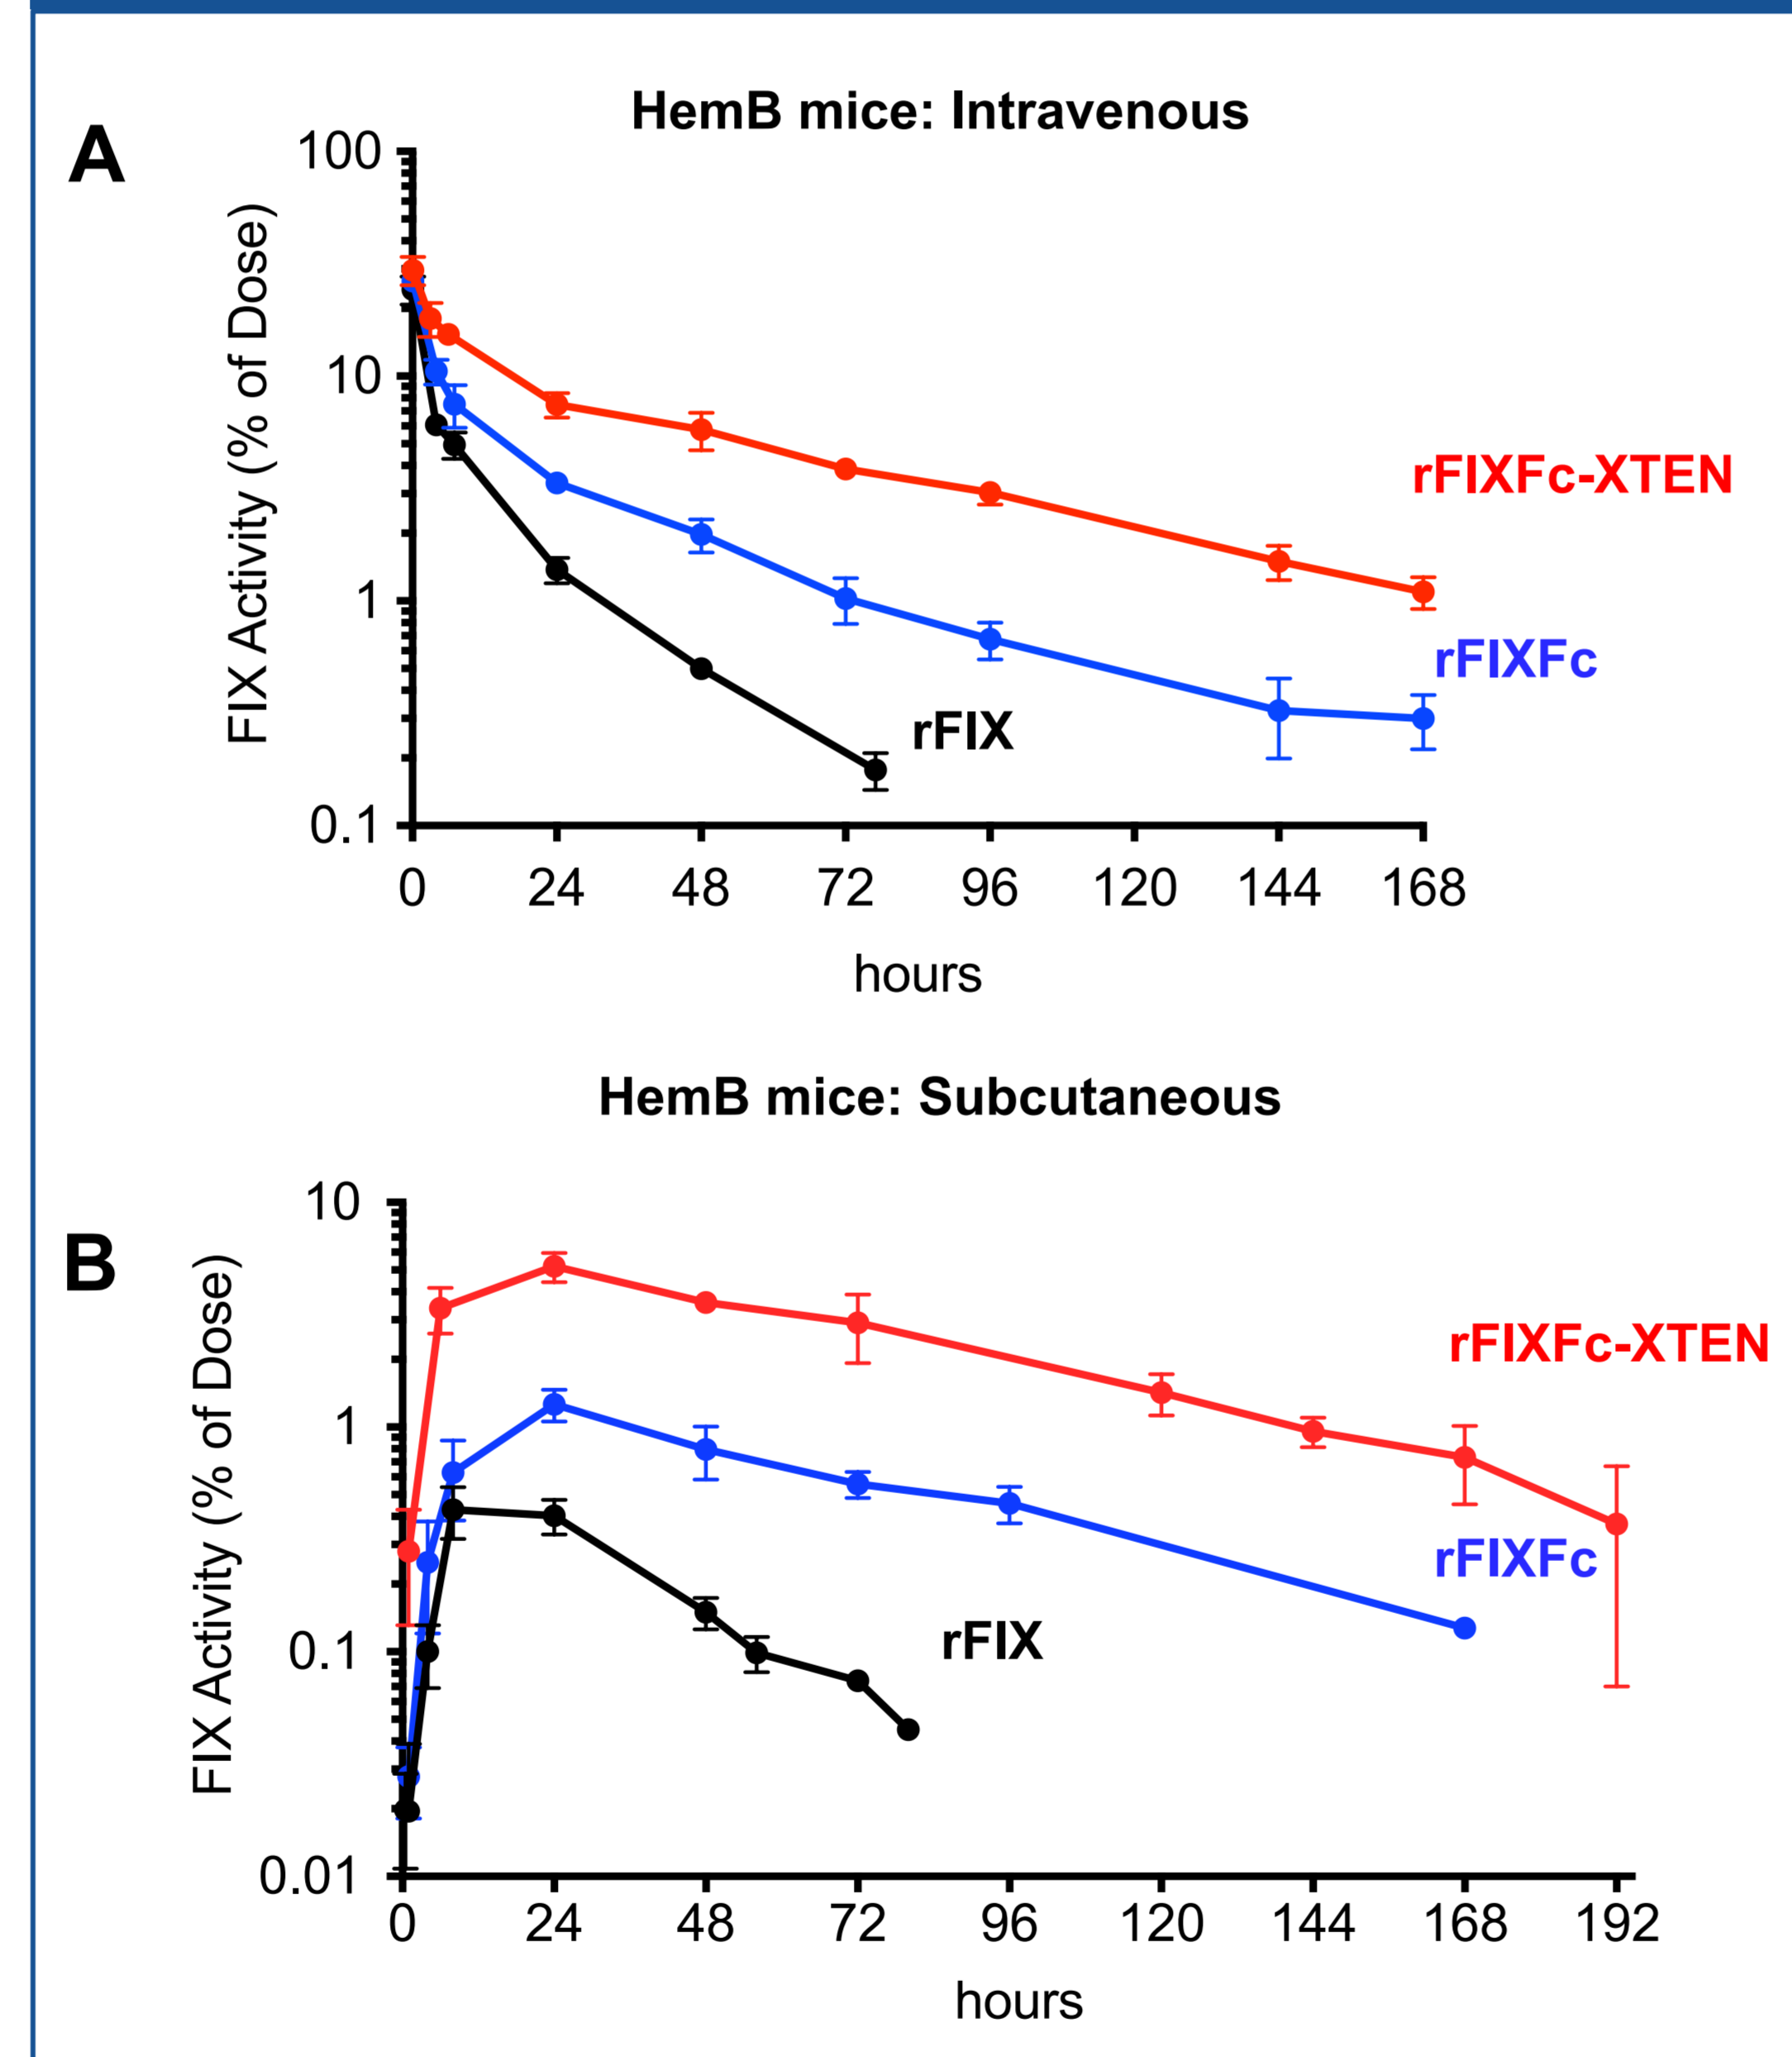 A
HemB mice: Intravenous
FIX Activity (% of Dose)
100
10
1
0.1
rFIXFc-XTEN
rFIXFc
rFIX
0 24 48 72 96 120 144 168
hours
B
HemB mice: Subcutaneous
FIX Activity (% of Dose)
10
1
0.1
0.01
rFIXFc-XTEN
rFIXFc
rFIX
0 24 48 72 96 120 144 168 192
hours